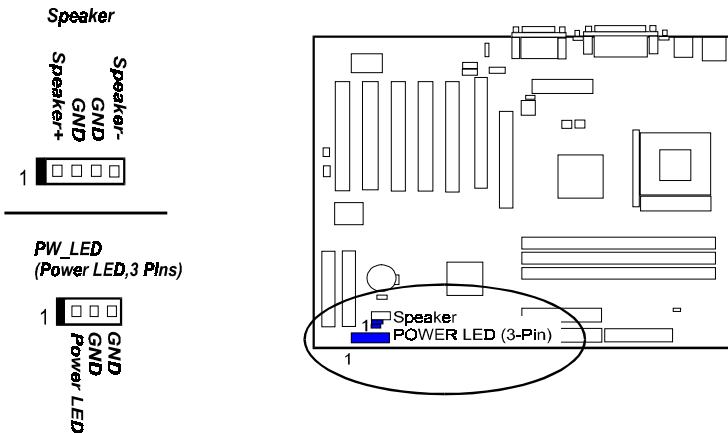 Speaker
Speaker+
GND
GND
Speaker-
1
PW_LED
(Power LED,3 Pins)
1
Power LED
GND
GND
Speaker
1
POWER LED (3-Pin)
1